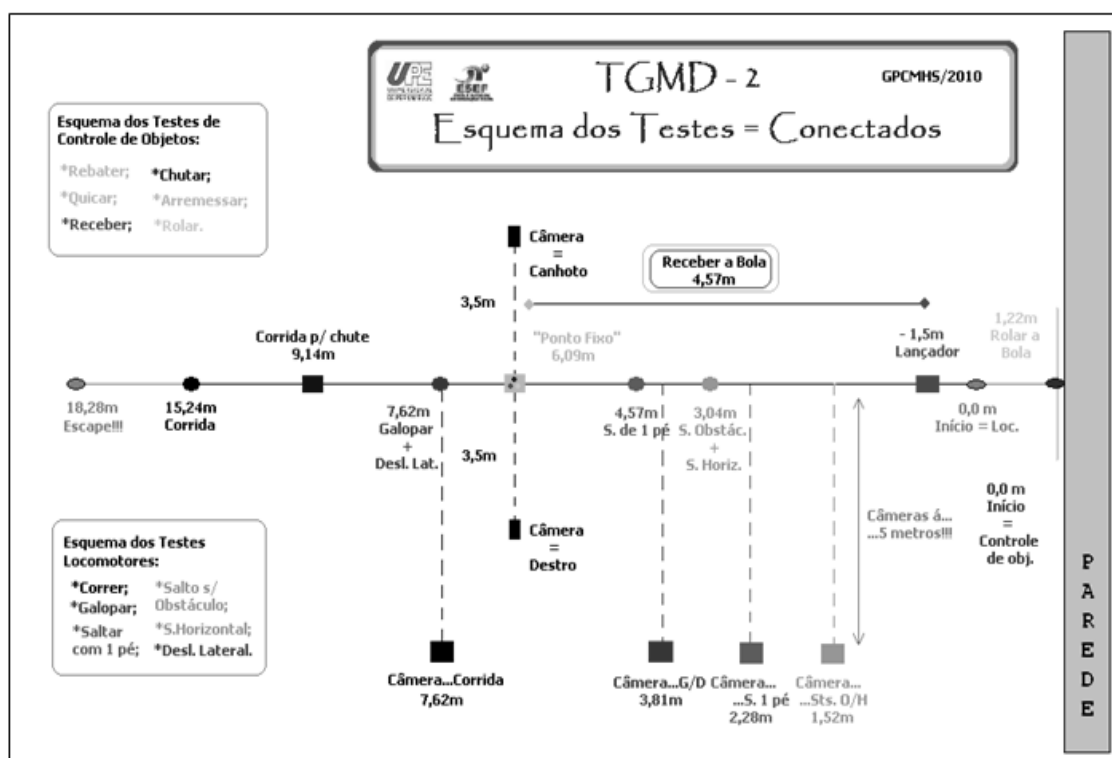 UPE
ESEF
TGMD - 2
GPCMHS/2010
Esquema dos Testes = Conectados
Esquema dos Testes de
Controle de Objetos:
*Rebater; *Chutar;
*Quicar; *Arremessar;
*Receber; *Rolar.
Câmera
=
Canhoto
Receber a Bola
4,57m
3,5m
Corrida p/ chute
9,14m
"Ponto Fixo"
6,09m
- 1,5m
Lançador
1,22m
Rolar a
Bola
18,28m
Escape!!!
15,24m
Corrida
7,62m
Galopar
+
Desl. Lat.
3,5m
4,57m
S. de 1 pé
3,04m
S. Obstác.
+
S. Horiz.
0,0 m
Início = Loc.
0,0 m
Início
=
Controle
de obj.
Câmera
=
Destro
Câmeras á...
...5 metros!!!
Esquema dos Testes
Locomotores:
*Correr;
*Galopar;
*Saltar
com 1 pé;
*Salto s/
Obstáculo;
*S.Horizontal;
*Desl. Lateral.
Câmera...Corrida
7,62m
Câmera...G/D
3,81m
Câmera...
...S. 1 pé
2,28m
Câmera...
...Sts. O/H
1,52m
P
A
R
E
D
E